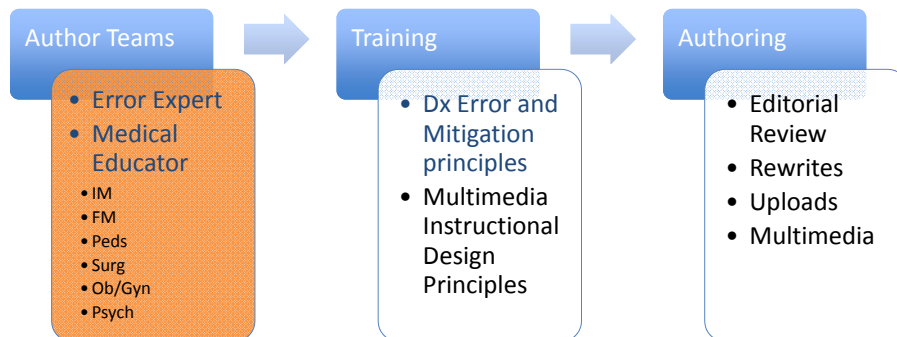 Author Teams
• Error Expert
• Medical
Educator
• IM
• FM
• Peds
• Surg
• Ob/Gyn
• Psych
Training
• Dx Error and
Mitigation
principles
• Multimedia
Instructional
Design
Principles
Authoring
• Editorial
Review
• Rewrites
• Uploads
• Multimedia